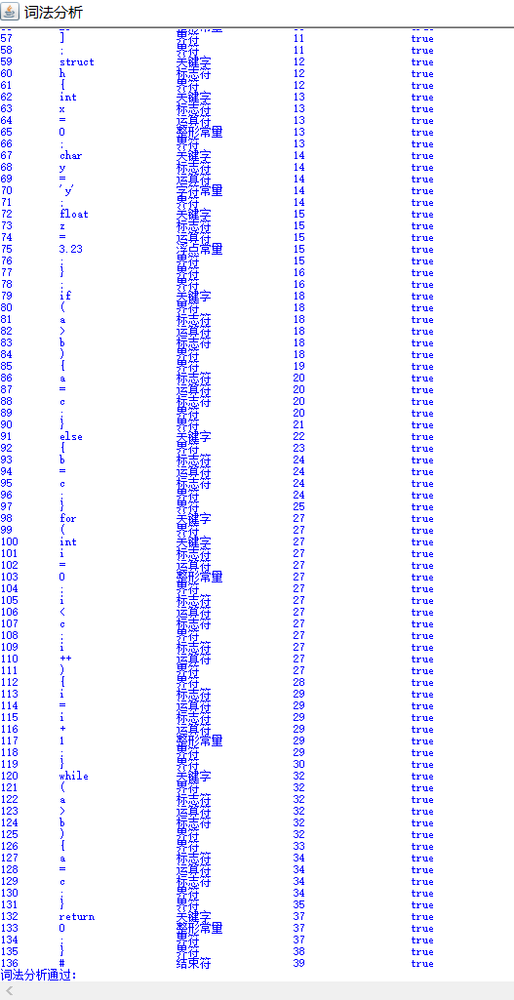 词法分析
57 ] 界符 11 true
58 ; 界符 11 true
59 struct 关键字 12 true
60 h 标志符 12 true
61 { 界符 12 true
62 int 关键字 13 true
63 x 标志符 13 true
64 = 运算符 13 true
65 0 整形常量 13 true
66 ; 界符 13 true
67 char 关键字 14 true
68 y 标志符 14 true
69 = 运算符 14 true
70 'y' 字符常量 14 true
71 ; 界符 14 true
72 float 关键字 15 true
73 z 标志符 15 true
74 = 运算符 15 true
75 3.23 浮点常量 15 true
76 ; 界符 15 true
77 } 界符 16 true
78 ; 界符 16 true
79 if 关键字 18 true
80 ( 界符 18 true
81 a 标志符 18 true
82 > 运算符 18 true
83 b 标志符 18 true
84 ) 界符 18 true
85 { 界符 19 true
86 a 标志符 20 true
87 = 运算符 20 true
88 c 标志符 20 true
89 ; 界符 20 true
90 } 界符 21 true
91 else 关键字 22 true
92 { 界符 23 true
93 b 标志符 24 true
94 = 运算符 24 true
95 c 标志符 24 true
96 ; 界符 24 true
97 } 界符 25 true
98 for 关键字 27 true
99 ( 界符 27 true
100 int 关键字 27 true
101 i 标志符 27 true
102 = 运算符 27 true
103 0 整形常量 27 true
104 ; 界符 27 true
105 i 标志符 27 true
106 < 运算符 27 true
107 c 标志符 27 true
108 ; 界符 27 true
109 i 标志符 27 true
110 ++ 运算符 27 true
111 ) 界符 27 true
112 { 界符 28 true
113 i 标志符 29 true
114 = 运算符 29 true
115 i 标志符 29 true
116 + 运算符 29 true
117 1 整形常量 29 true
118 ; 界符 29 true
119 } 界符 30 true
120 while 关键字 32 true
121 ( 界符 32 true
122 a 标志符 32 true
123 > 运算符 32 true
124 b 标志符 32 true
125 ) 界符 32 true
126 { 界符 33 true
127 a 标志符 34 true
128 = 运算符 34 true
129 c 标志符 34 true
130 ; 界符 34 true
131 } 界符 35 true
132 return 关键字 37 true
133 0 整形常量 37 true
134 ; 界符 37 true
135 } 界符 38 true
136 # 结束符 39 true
词法分析通过：